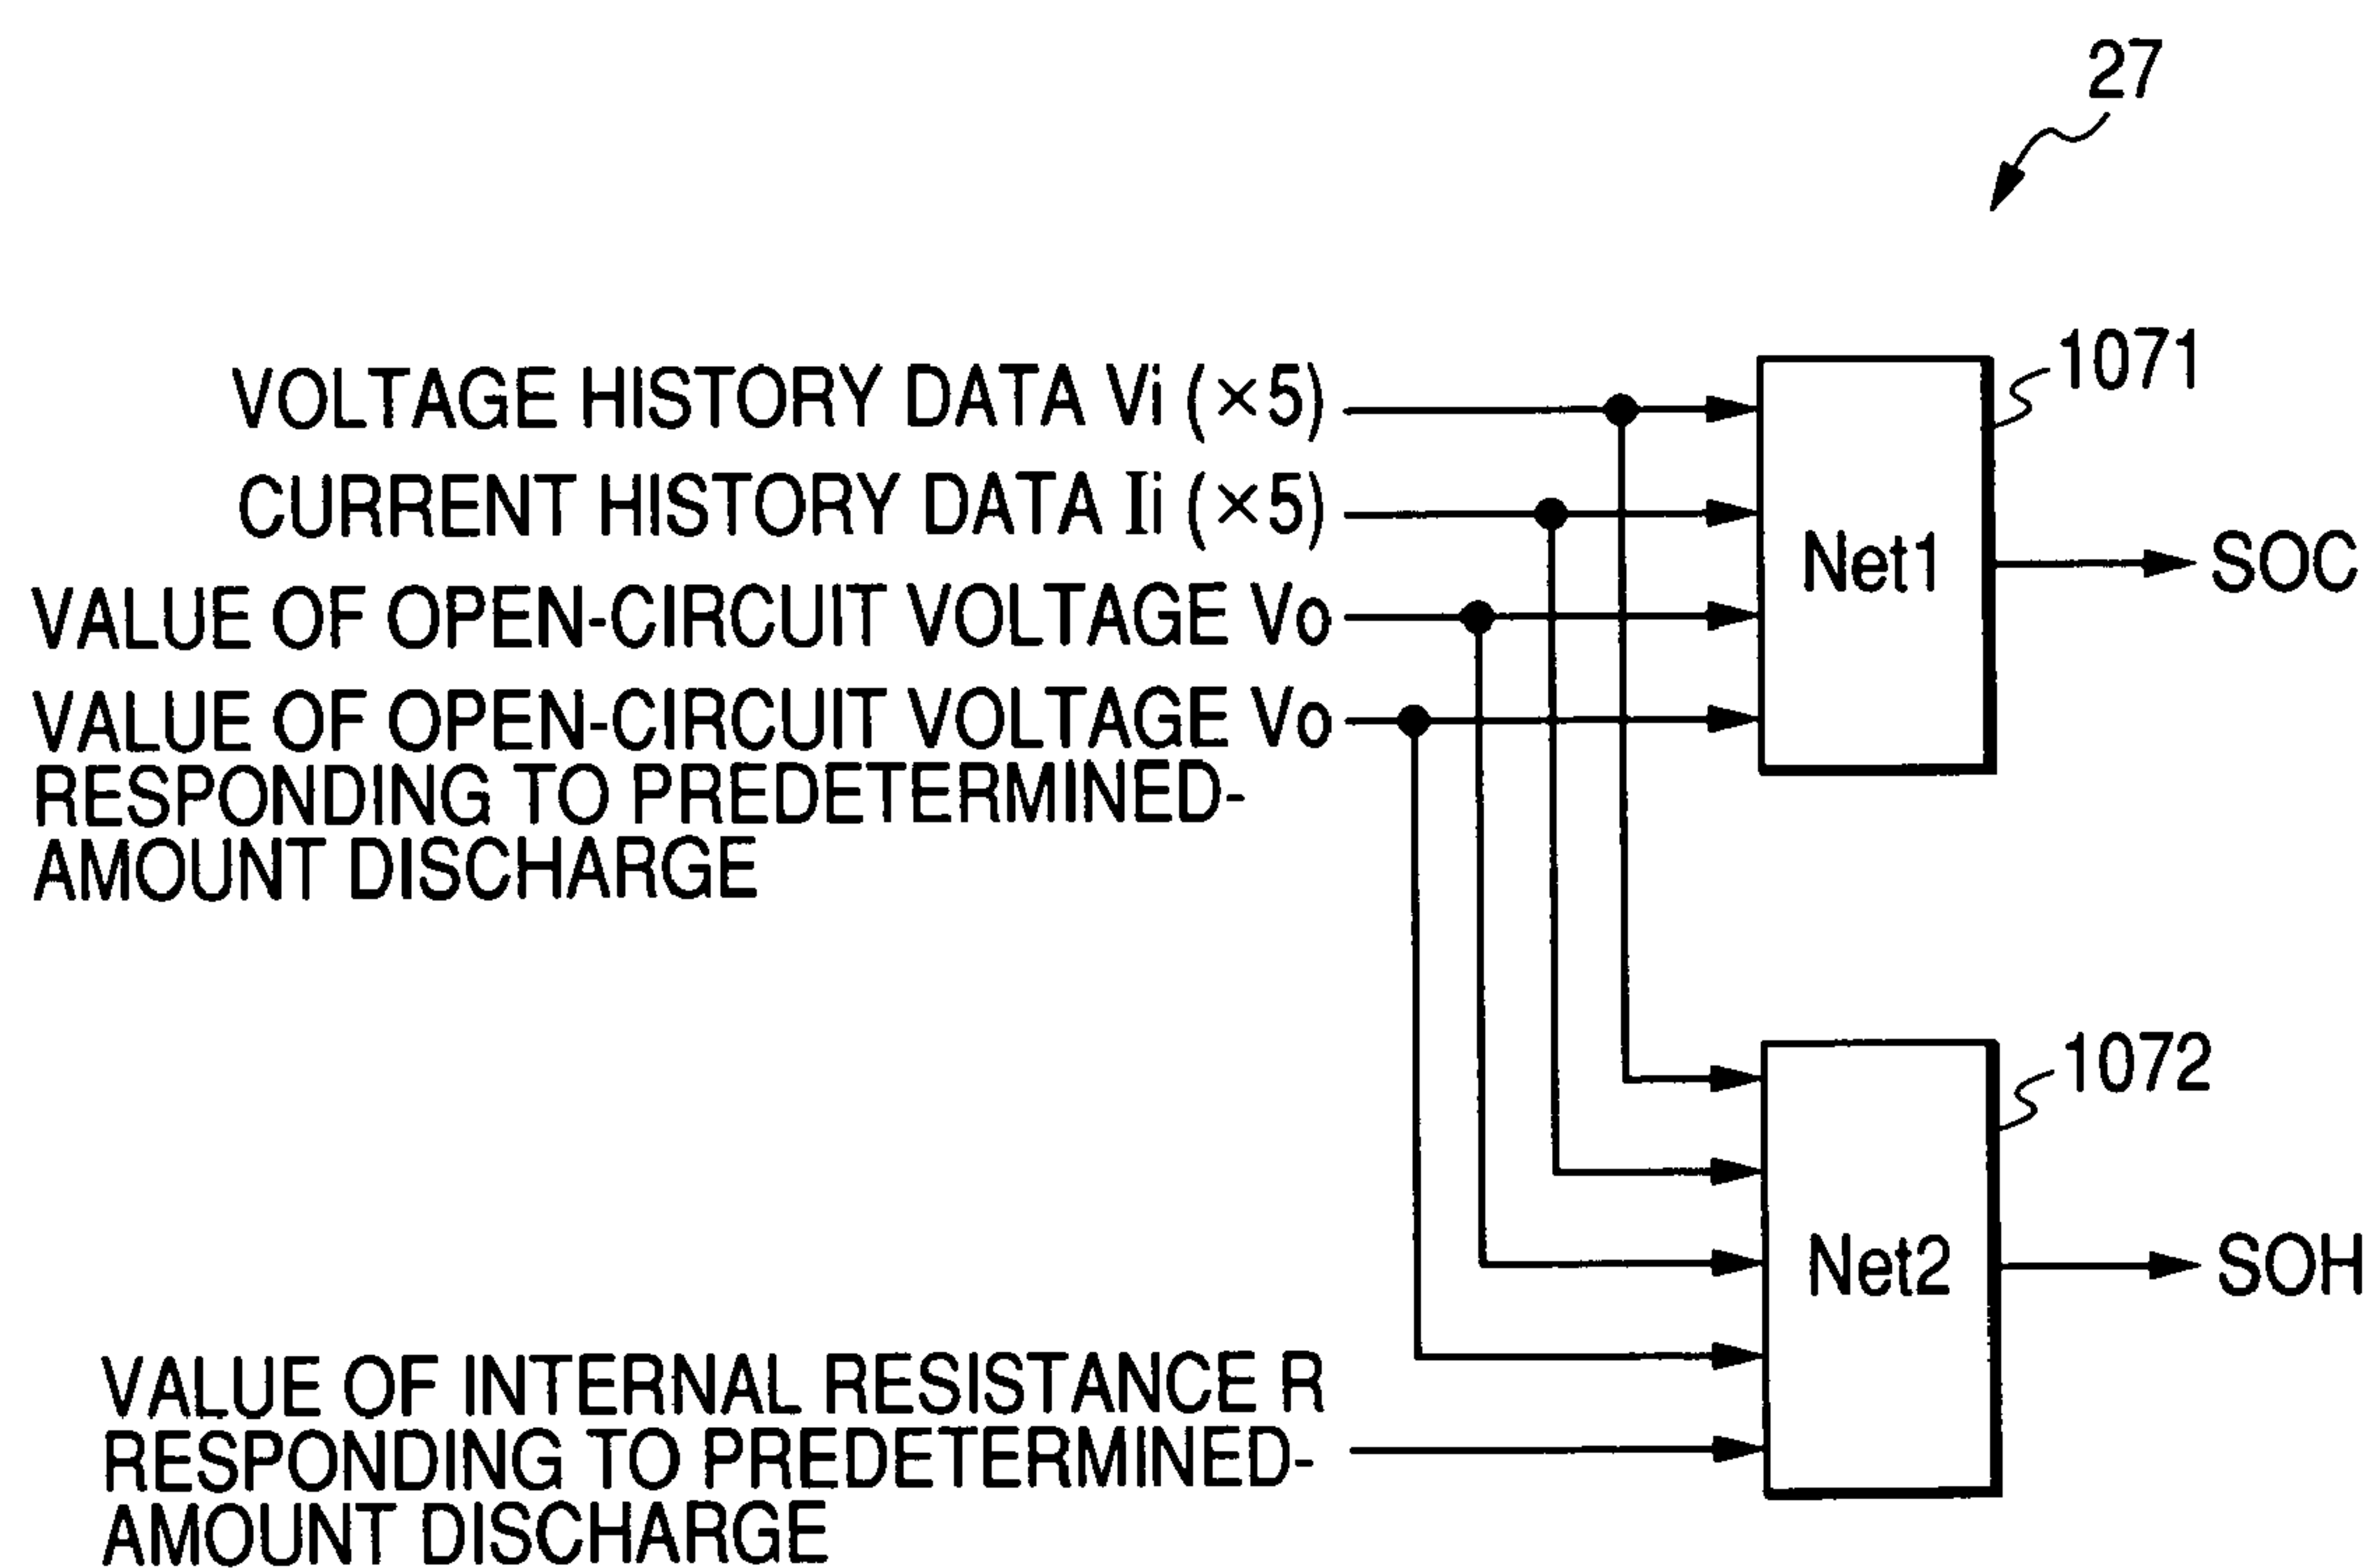 27
VOLTAGE HISTORY DATA Vi (×5)
1071
CURRENT HISTORY DATA Ii (×5)
Net1
SOC
VALUE OF OPEN-CIRCUIT VOLTAGE Vo
VALUE OF OPEN-CIRCUIT VOLTAGE Vo
RESPONDING TO PREDETERMINED-
AMOUNT DISCHARGE
1072
Net2
SOH
VALUE OF INTERNAL RESISTANCE R
RESPONDING TO PREDETERMINED-
AMOUNT DISCHARGE